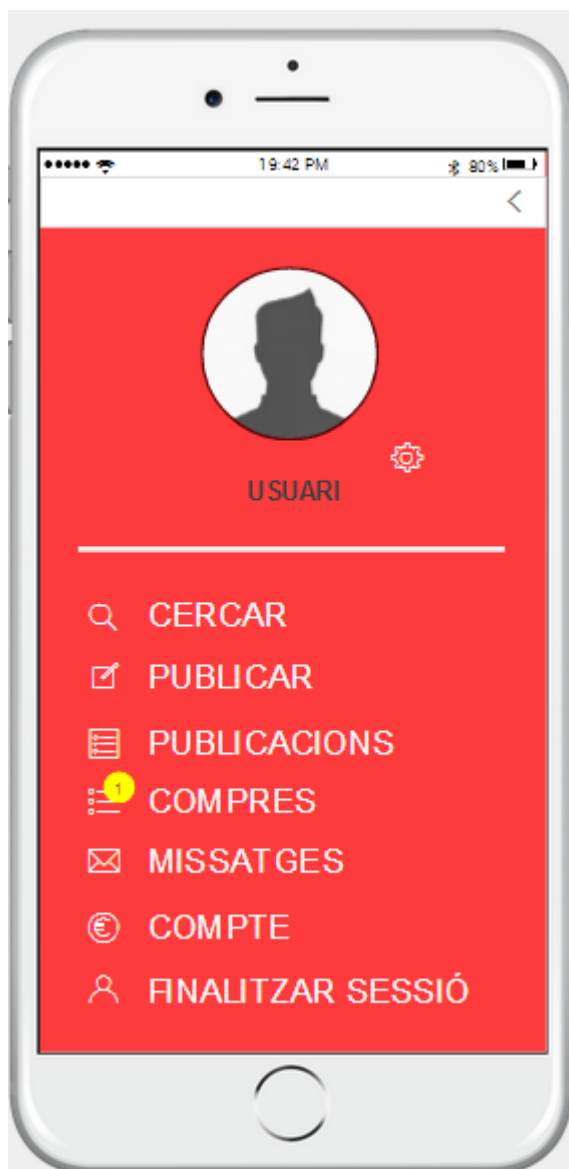 19:42 PM
80%
USUARI
CERCAR
PUBLICAR
PUBLICACIONS
1
COMPRES
MISSATGES
COMPTE
FINALITZAR SESSIÓ